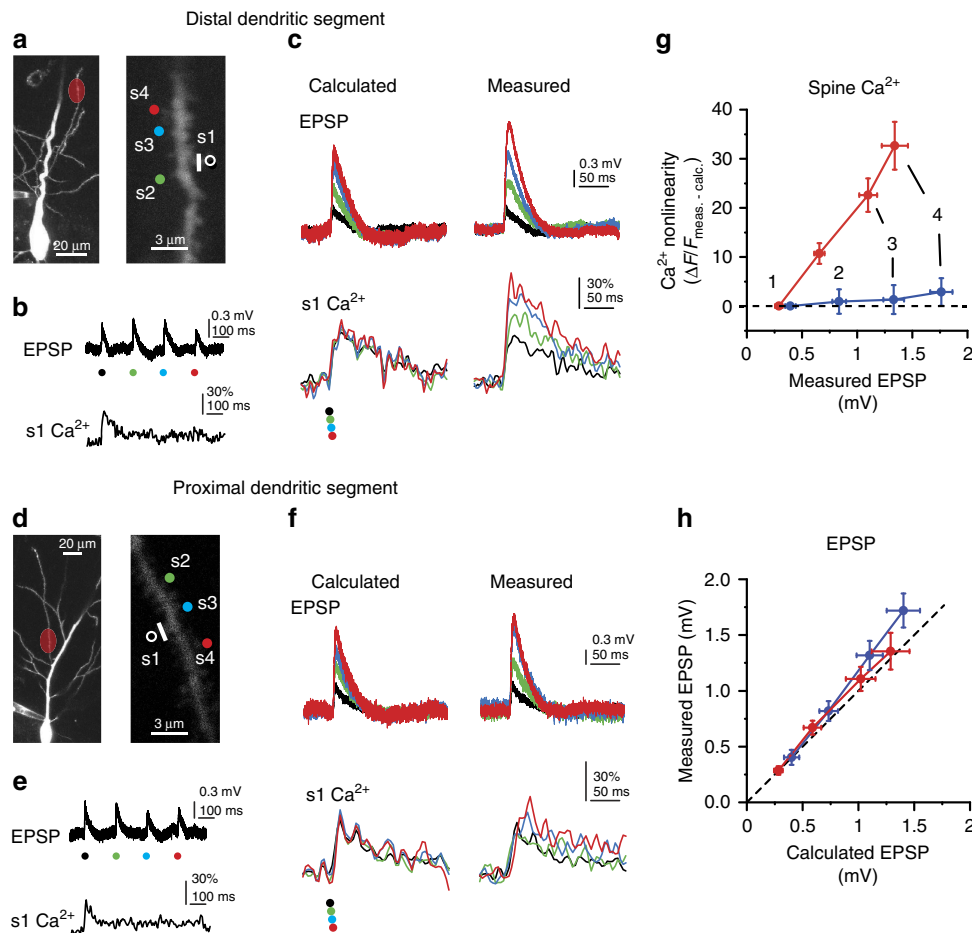 Distal dendritic segment
a
s4
s3
s1
s2
20 μm
3 μm
b
0.3 mV
100 ms
EPSP
30%
100 ms
s1 Ca²⁺
c
Calculated
Measured
EPSP
0.3 mV
50 ms
s1 Ca²⁺
30%
50 ms
g
Spine Ca²⁺
Ca²⁺ nonlinearity
(ΔF/F meas. - calc.)
40
30
20
10
0
1
2
3
4
0
0.5
1
1.5
2
Measured EPSP
(mV)
Proximal dendritic segment
d
20 μm
s2
s3
s1
s4
3 μm
e
0.3 mV
100 ms
EPSP
30%
100 ms
s1 Ca²⁺
f
Calculated
Measured
EPSP
0.3 mV
50 ms
s1 Ca²⁺
30%
50 ms
h
EPSP
Measured EPSP (mV)
2.0
1.5
1.0
0.5
0.0
0
0.5
1
1.5
2
Calculated EPSP
(mV)